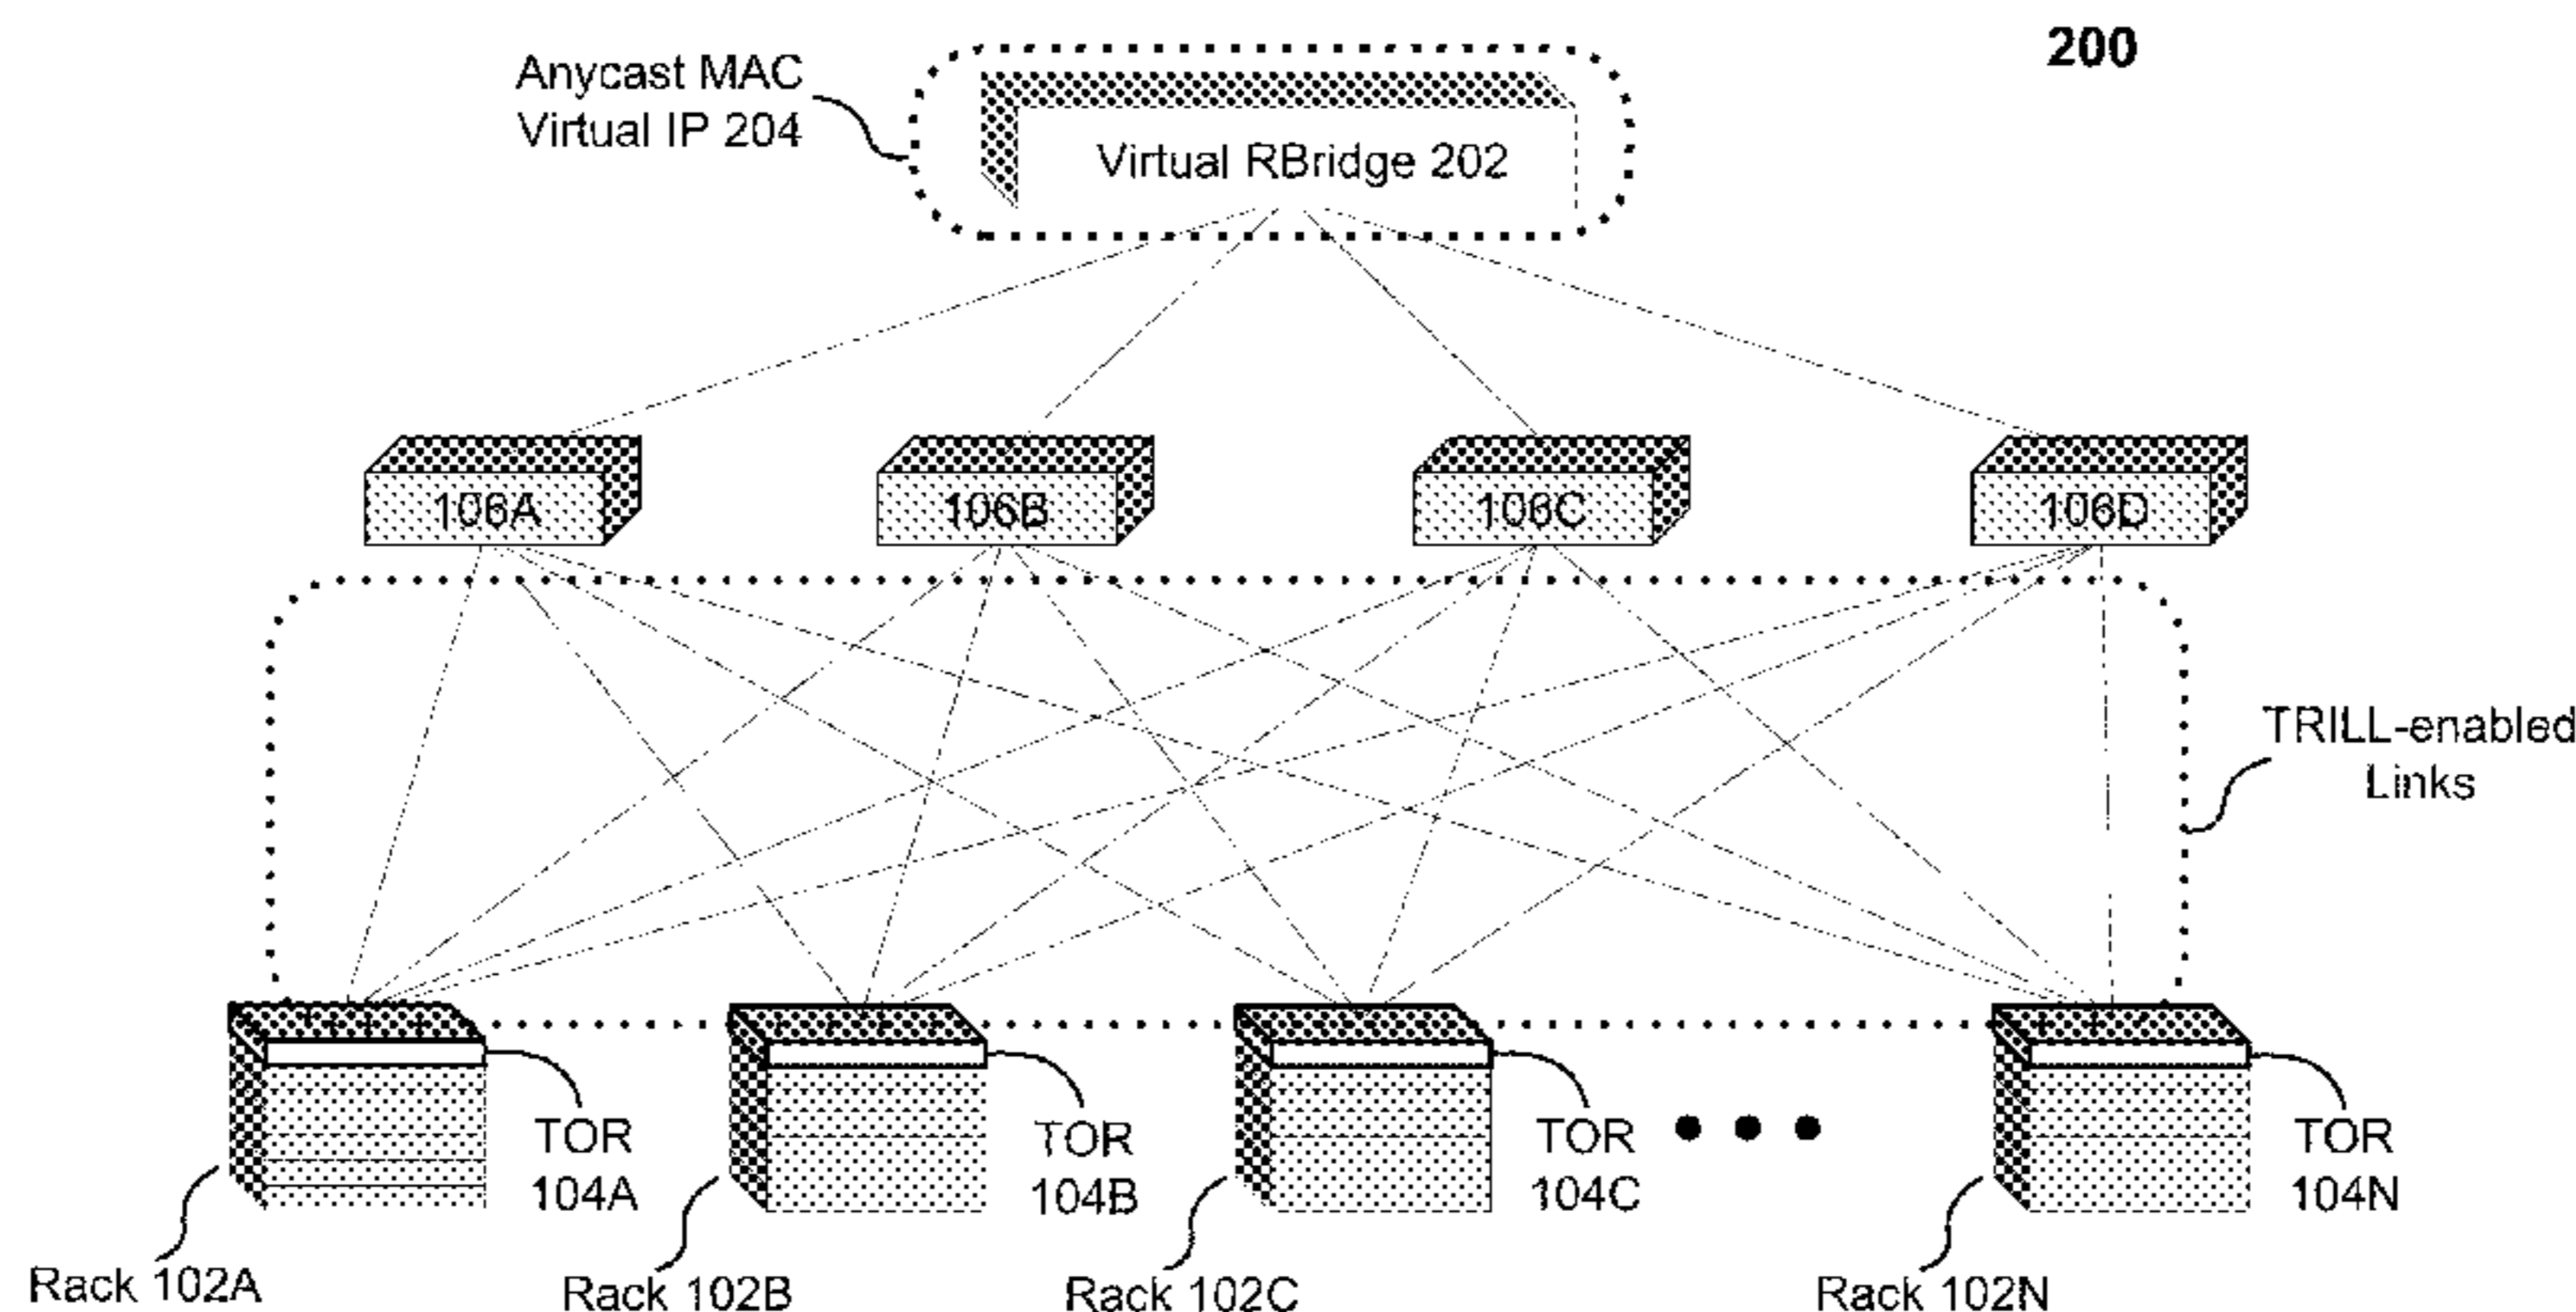 200
Anycast MAC
Virtual IP 204
Virtual RBridge 202
106A
106B
106C
106D
TRILL-enabled
Links
TOR
104A
TOR
104B
TOR
104C
TOR
104N
Rack 102A
Rack 102B
Rack 102C
Rack 102N